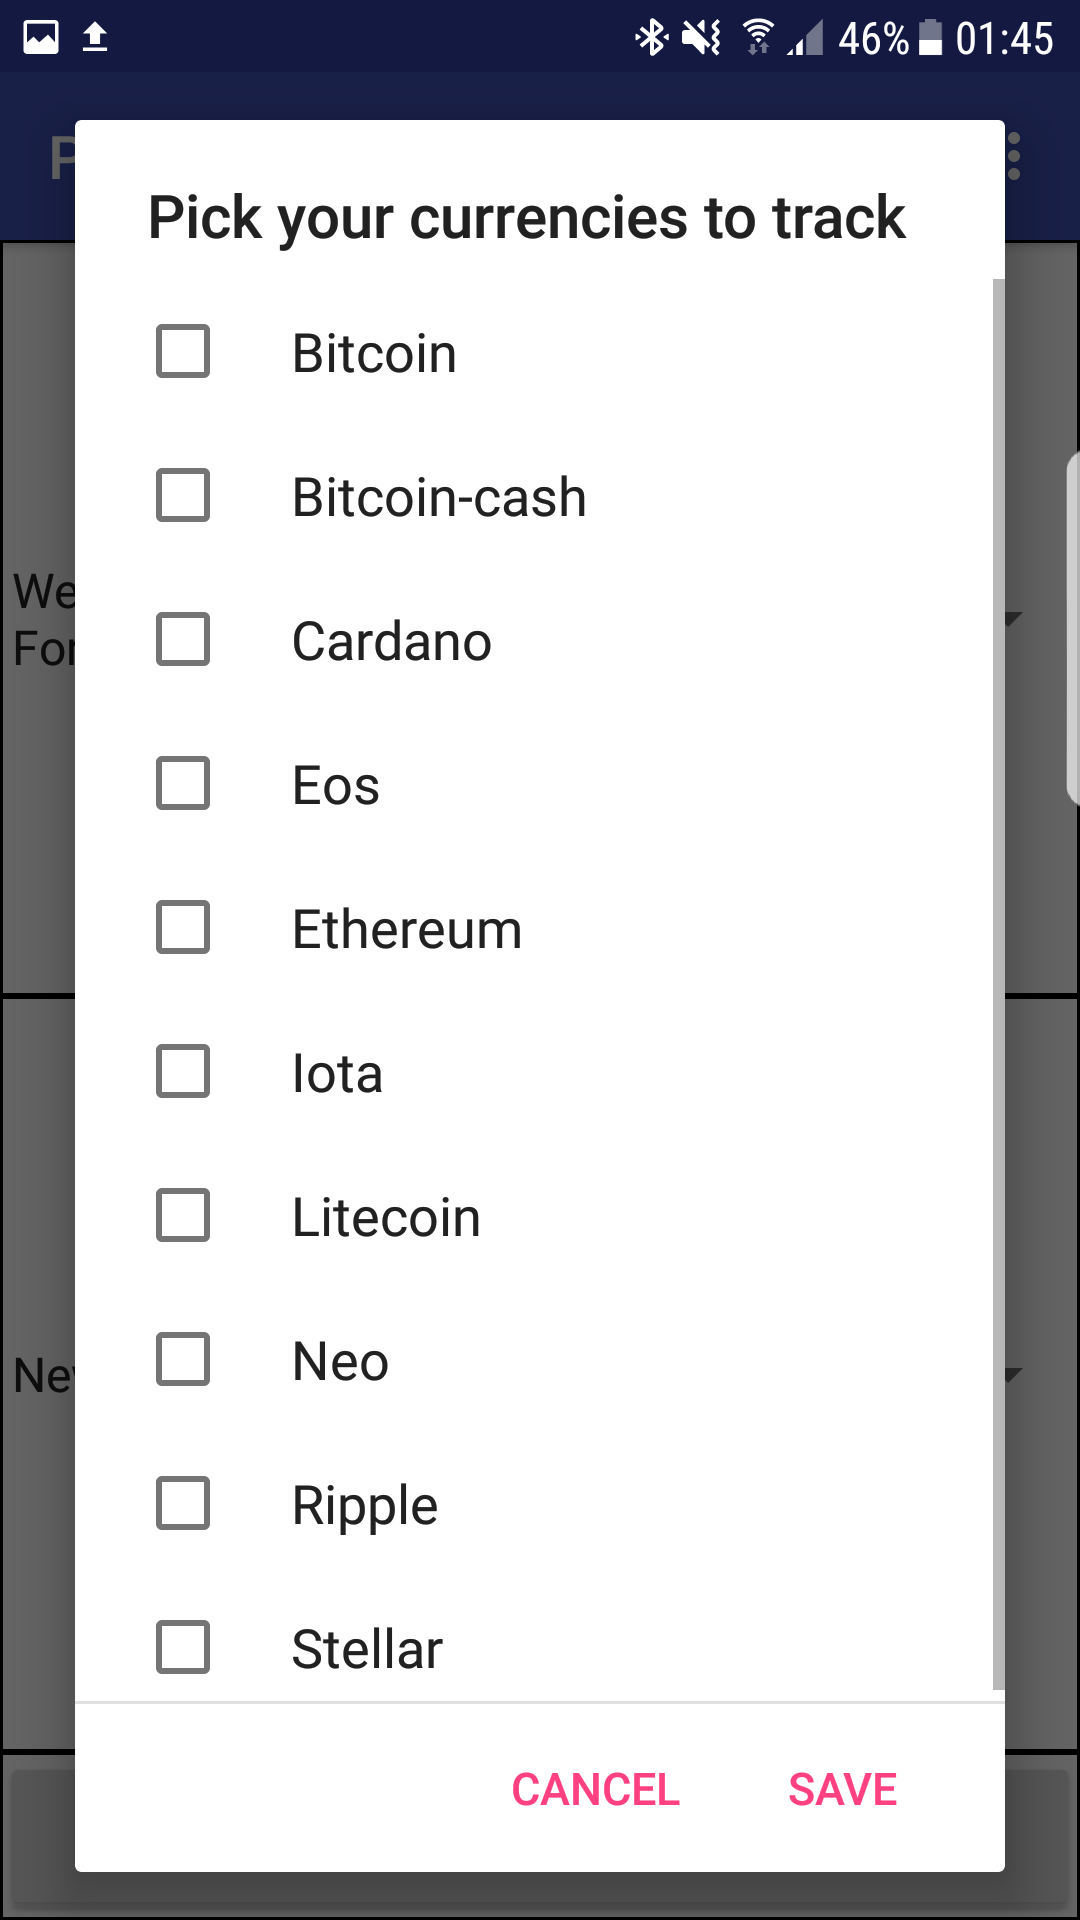 46% 01:45
P
Pick your currencies to track
Bitcoin
Bitcoin-cash
Cardano
We
For
Eos
Ethereum
Iota
Litecoin
Neo
Ne
Ripple
Stellar
CANCEL SAVE